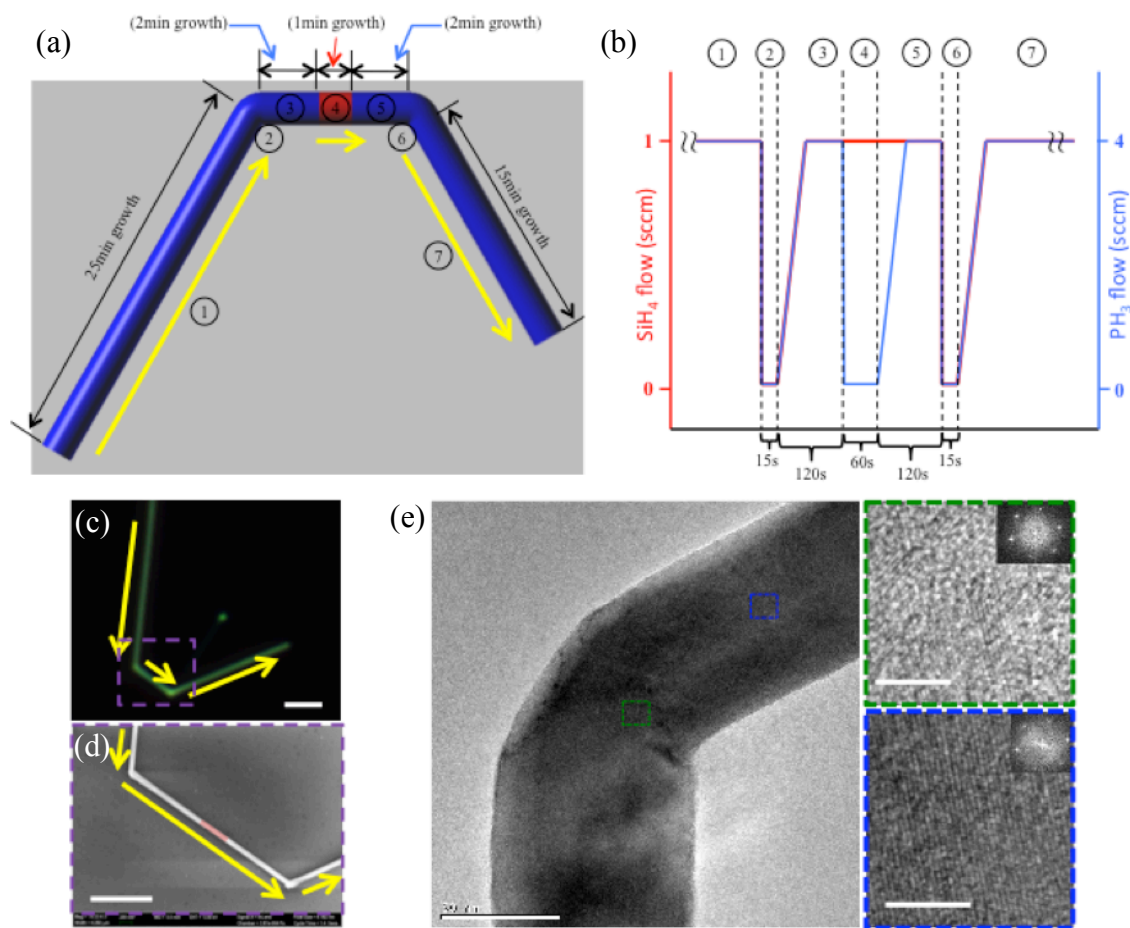 (a)
(2min growth)
(1min growth)
(2min growth)
3
4
5
2
6
25min growth
15min growth
1
7
(b)
1 2 3 4 5 6 7
1
0
SiH4 flow (sccm)
4
0
PH3 flow (sccm)
15s
120s
60s
120s
15s
(c)
(d)
(e)